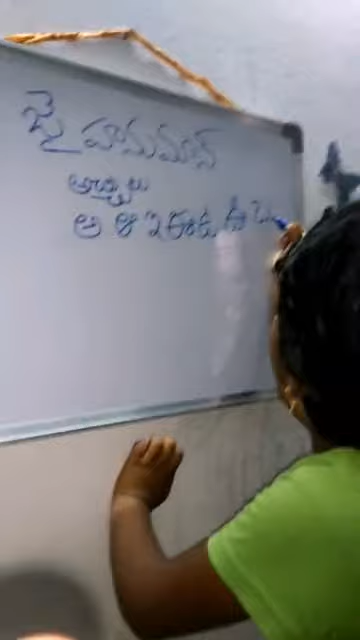 జై హనుమాన్
అచ్చులు
అ ఆ ఇ ఈ ఉ ఊ